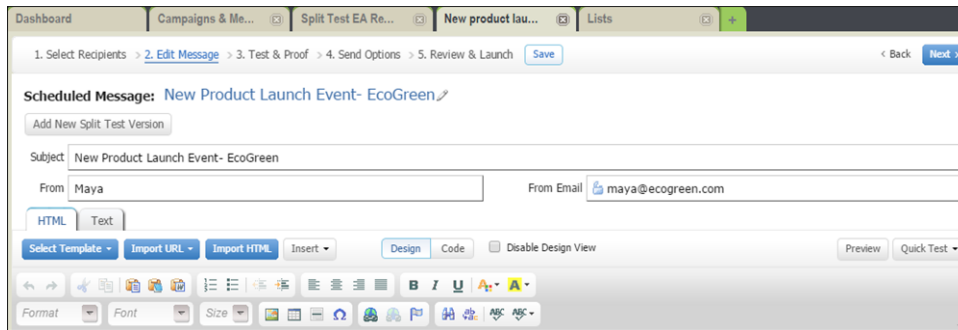 Dashboard Campaigns & Me... Split Test EA Re... New product lau... Lists +
1. Select Recipients > 2. Edit Message > 3. Test & Proof > 4. Send Options > 5. Review & Launch Save < Back Next >
Scheduled Message: New Product Launch Event- EcoGreen
Add New Split Test Version
Subject New Product Launch Event- EcoGreen
From Maya From Email maya@ecogreen.com
HTML Text
Select Template Import URL Import HTML Insert Design Code Disable Design View Preview Quick Test
B I U A A
Format Font Size Ω ABC ABC